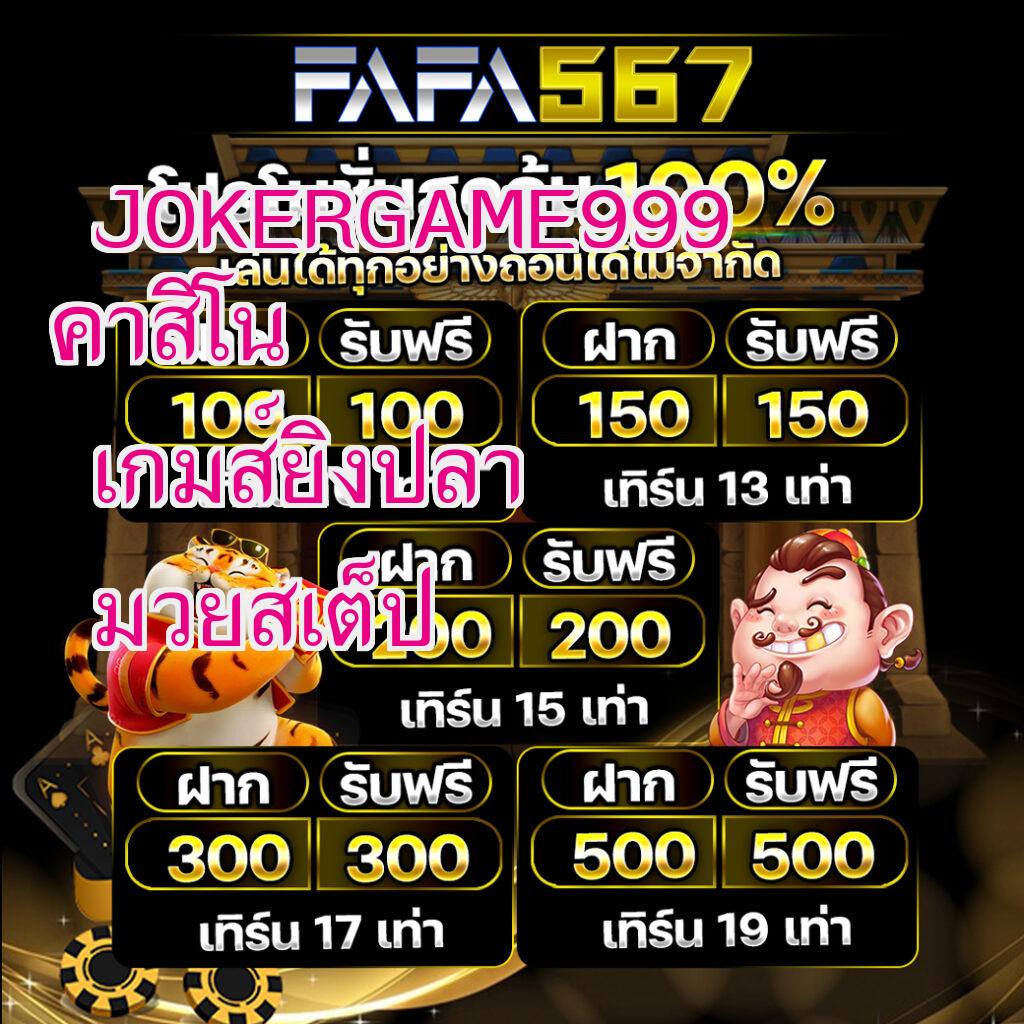 FAFA567
100%
JOKERGAME999
เล่นได้ทุกอย่างถอนได้ไม่จำกัด
คาสิโน
รับฟรี
ฝาก รับฟรี
100 100
150 150
เกมส์ยิงปลา
เทิร์น 13 เท่า
ฝาก รับฟรี
มวยสเต็ป
200 200
เทิร์น 15 เท่า
ฝาก รับฟรี
ฝาก รับฟรี
300 300
500 500
เทิร์น 17 เท่า
เทิร์น 19 เท่า